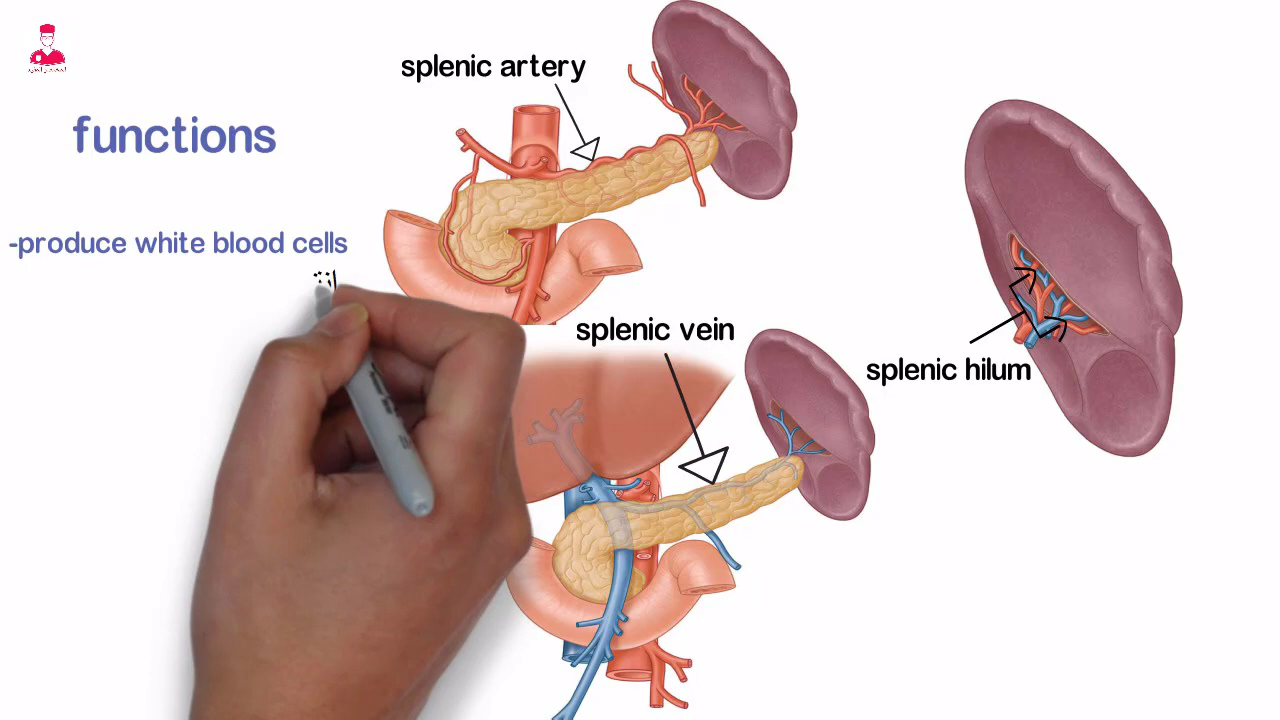 splenic artery
functions
-produce white blood cells
splenic vein
splenic hilum